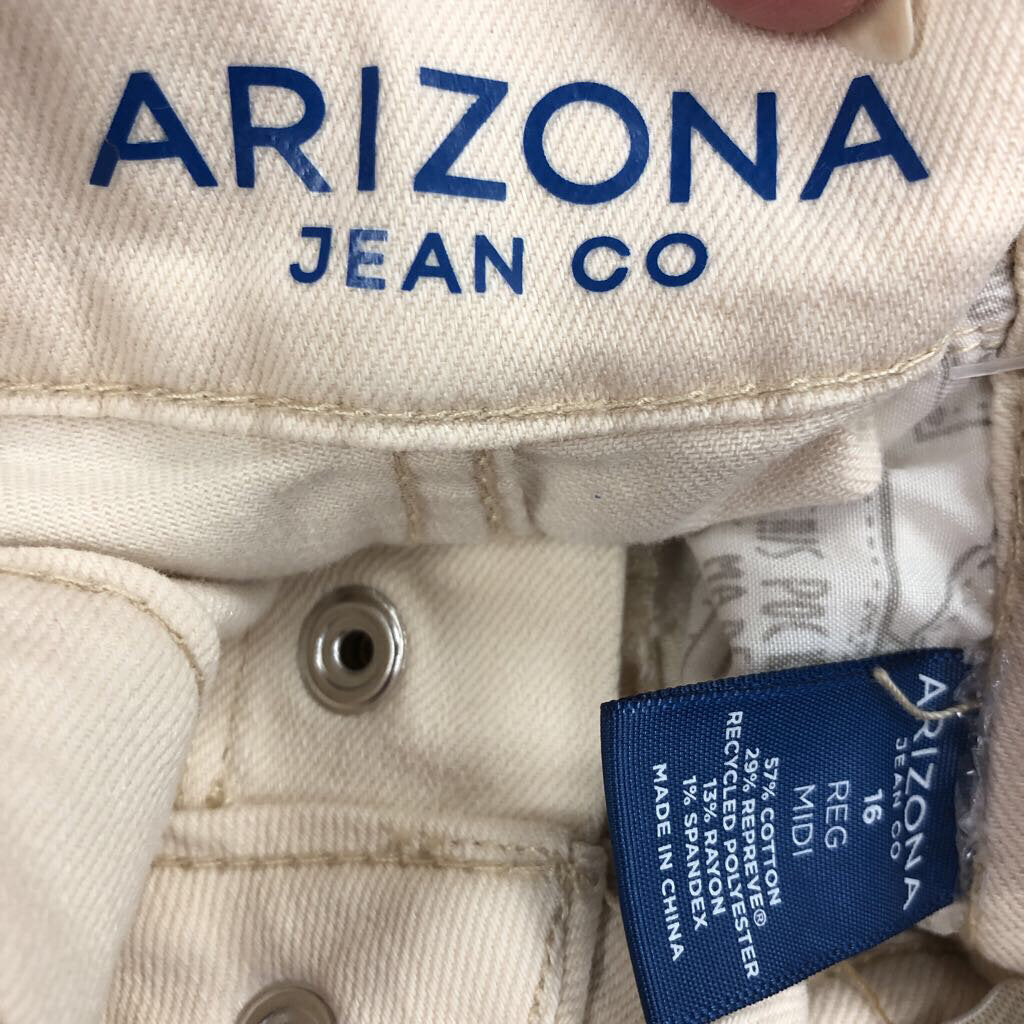 ARIZONA
JEAN CO
ARIZONA
JEAN CO
16
REG
MIDI
57% COTTON
29% REPREVE®
RECYCLED POLYESTER
13% RAYON
1% SPANDEX
MADE IN CHINA